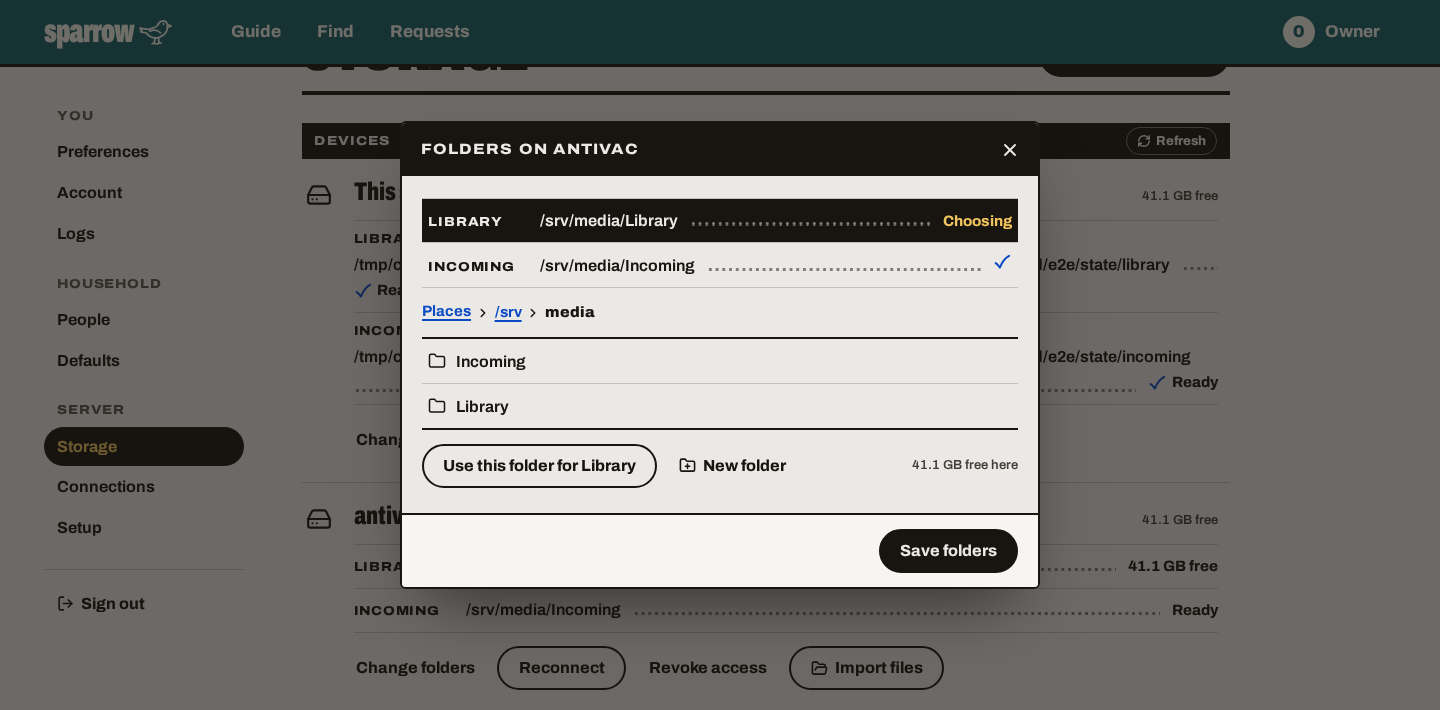 sparrow
Guide Find Requests
O Owner
YOU
Preferences
Account
Logs
HOUSEHOLD
People
Defaults
SERVER
Storage
Connections
Setup
Sign out
DEVICES
Refresh
This
41.1 GB free
/tmp/c
/e2e/state/library
/tmp/c
/e2e/state/incoming
Ready
41.1 GB free
41.1 GB free
INCOMING /srv/media/Incoming Ready
Change folders Reconnect Revoke access Import files
FOLDERS ON ANTIVAC
LIBRARY /srv/media/Library Choosing
INCOMING /srv/media/Incoming
Places > /srv > media
Incoming
Library
Use this folder for Library New folder 41.1 GB free here
Save folders